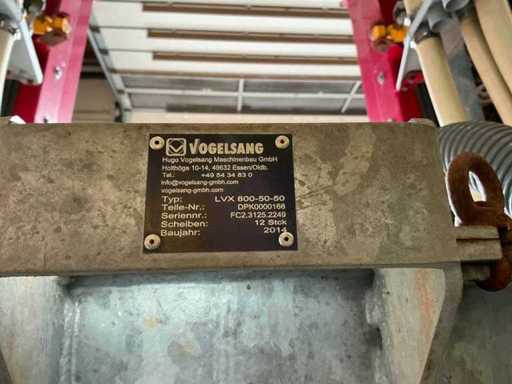 VOGELSANG
Hugo Vogelsang Maschinenbau GmbH
Holthöge 10-14, 49632 Essen/Oldb.
Tel.: +49 54 34 83 0
info@vogelsang-gmbh.com
vogelsang-gmbh.com
Typ: LVX 800-50-50
Teile-Nr.: DPK0000168
Seriennr.: FC2.3125.2249
Scheiben: 12 Stck
Baujahr: 2014